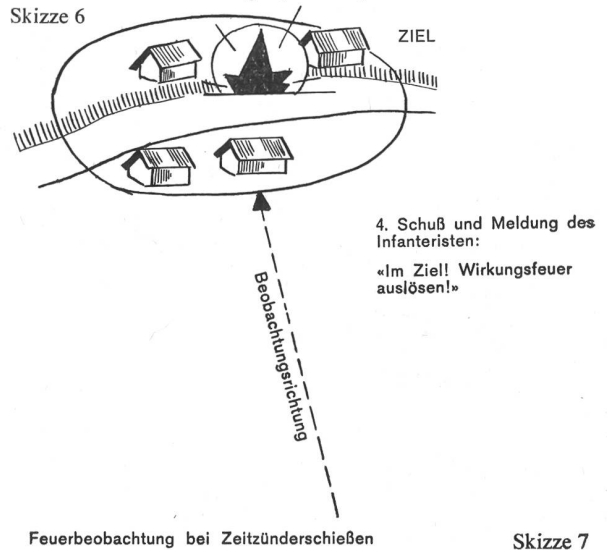 Skizze 6
ZIEL
4. Schuß und Meldung des
Infanteristen:
«Im Ziel! Wirkungsfeuer
auslösen!»
Beobachtungsrichtung
Feuerbeobachtung bei Zeitzünderschießen
Skizze 7